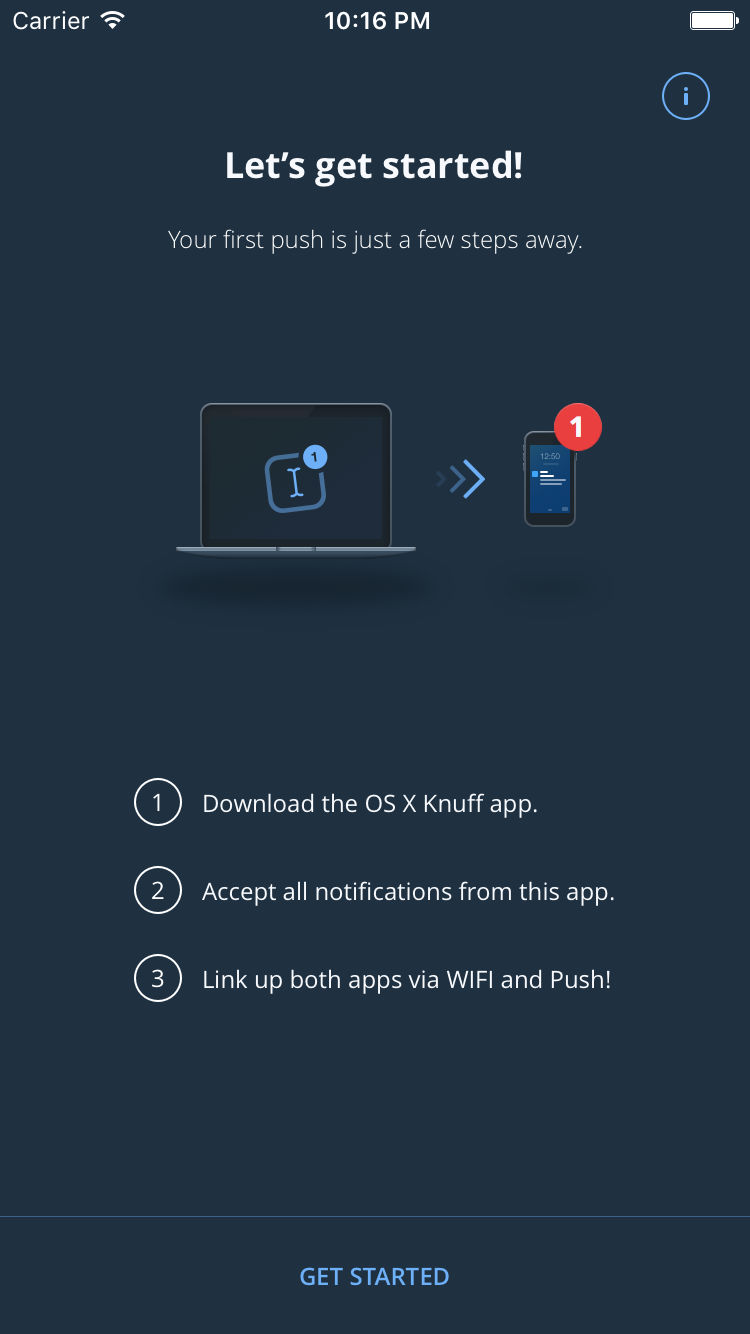 Carrier 10:16 PM
i
Let’s get started!
Your first push is just a few steps away.
1
1
12:50
1 Download the OS X Knuff app.
2 Accept all notifications from this app.
3 Link up both apps via WIFI and Push!
GET STARTED